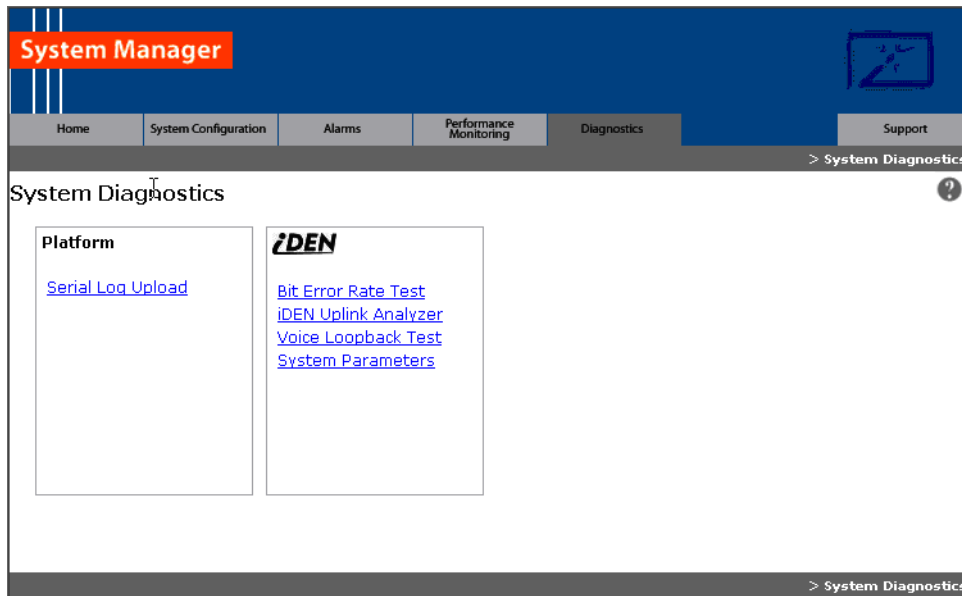 System Manager
Home
System Configuration
Alarms
Performance Monitoring
Diagnostics
Support
> System Diagnostics
System Diagnostics
?
Platform
Serial Log Upload
iDEN
Bit Error Rate Test
iDEN Uplink Analyzer
Voice Loopback Test
System Parameters
> System Diagnostics